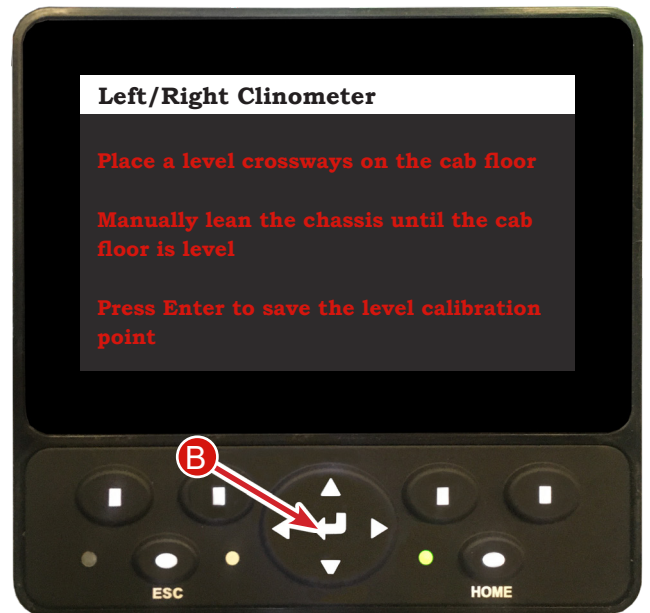 Left/Right Clinometer
Place a level crossways on the cab floor
Manually lean the chassis until the cab
floor is level
Press Enter to save the level calibration
point
B
ESC
HOME